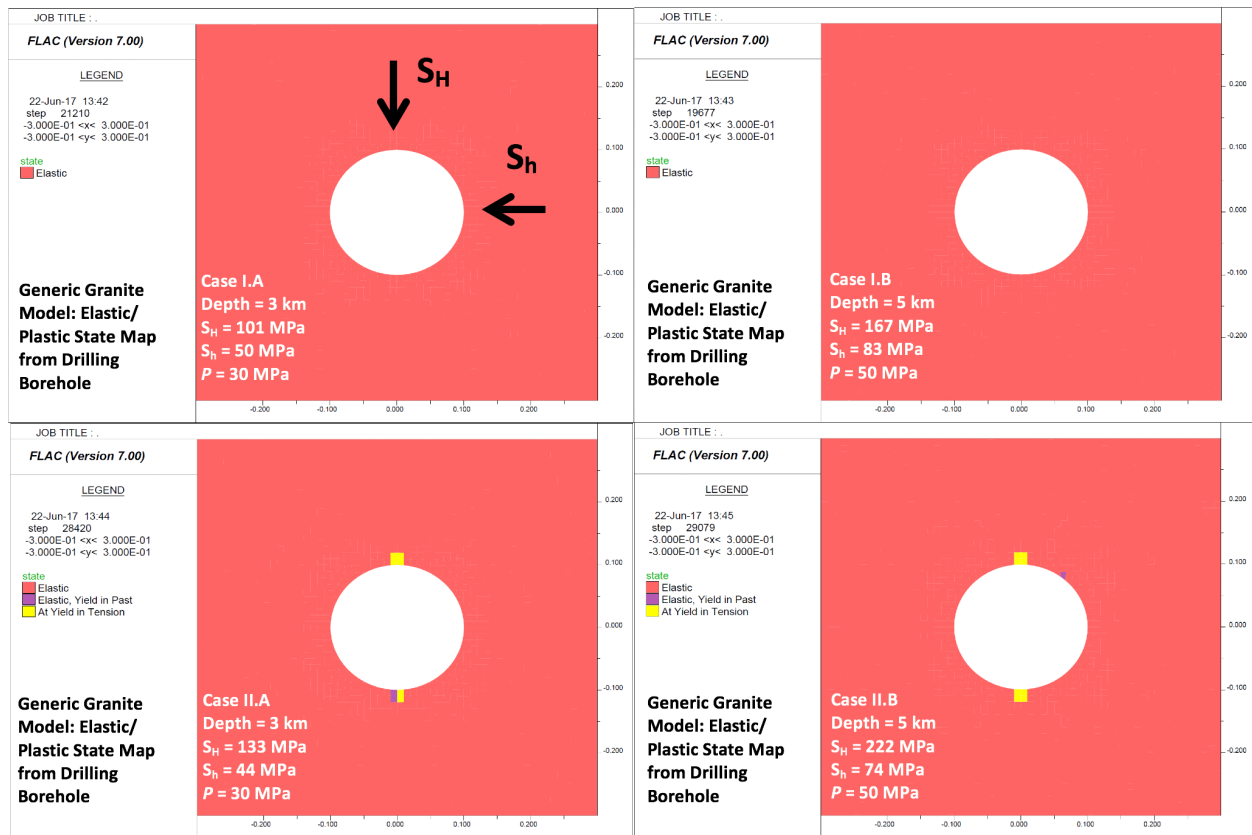 JOB TITLE : .
FLAC (Version 7.00)
LEGEND
22-Jun-17 13:42
step 21210
-3.000E-01 <x< 3.000E-01
-3.000E-01 <y< 3.000E-01
state
Elastic
Generic Granite
Model: Elastic/
Plastic State Map
from Drilling
Borehole
SH
Sh
Case I.A
Depth = 3 km
SH = 101 MPa
Sh = 50 MPa
P = 30 MPa
0.200
0.100
0.000
-0.100
-0.200
-0.200 -0.100 0.000 0.100 0.200
JOB TITLE : .
FLAC (Version 7.00)
LEGEND
22-Jun-17 13:43
step 19677
-3.000E-01 <x< 3.000E-01
-3.000E-01 <y< 3.000E-01
state
Elastic
Generic Granite
Model: Elastic/
Plastic State Map
from Drilling
Borehole
Case I.B
Depth = 5 km
SH = 167 MPa
Sh = 83 MPa
P = 50 MPa
0.200
0.100
0.000
-0.100
-0.200
-0.200 -0.100 0.000 0.100 0.200
JOB TITLE : .
FLAC (Version 7.00)
LEGEND
22-Jun-17 13:44
step 28420
-3.000E-01 <x< 3.000E-01
-3.000E-01 <y< 3.000E-01
state
Elastic
Elastic, Yield in Past
At Yield in Tension
Generic Granite
Model: Elastic/
Plastic State Map
from Drilling
Borehole
Case II.A
Depth = 3 km
SH = 133 MPa
Sh = 44 MPa
P = 30 MPa
0.200
0.100
0.000
-0.100
-0.200
-0.200 -0.100 0.000 0.100 0.200
JOB TITLE : .
FLAC (Version 7.00)
LEGEND
22-Jun-17 13:45
step 29079
-3.000E-01 <x< 3.000E-01
-3.000E-01 <y< 3.000E-01
state
Elastic
Elastic, Yield in Past
At Yield in Tension
Generic Granite
Model: Elastic/
Plastic State Map
from Drilling
Borehole
Case II.B
Depth = 5 km
SH = 222 MPa
Sh = 74 MPa
P = 50 MPa
0.200
0.100
0.000
-0.100
-0.200
-0.200 -0.100 0.000 0.100 0.200